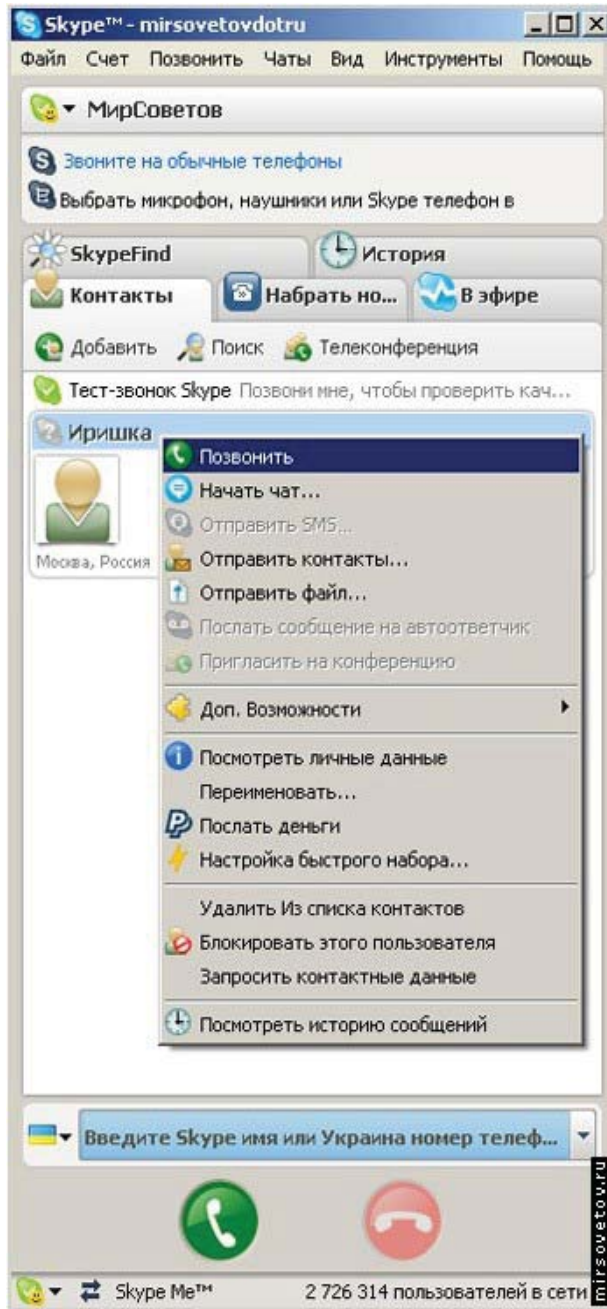 Skype™ - mirsovetovdotru
Файл Счет Позвонить Чаты Вид Инструменты Помощь
МирСоветов
Звоните на обычные телефоны
Выбрать микрофон, наушники или Skype телефон в
SkypeFind История
Контакты Набрать но... В эфире
Добавить Поиск Телеконференция
Тест-звонок Skype Позвони мне, чтобы проверить кач...
Иришка
Москва, Россия
Позвонить
Начать чат...
Отправить SMS...
Отправить контакты...
Отправить файл...
Послать сообщение на автоответчик
Пригласить на конференцию
Доп. Возможности
Посмотреть личные данные
Переименовать...
Послать деньги
Настройка быстрого набора...
Удалить Из списка контактов
Блокировать этого пользователя
Запросить контактные данные
Посмотреть историю сообщений
Введите Skype имя или Украина номер телеф...
Skype Me™ 2 726 314 пользователей в сети
mirsovetov.ru